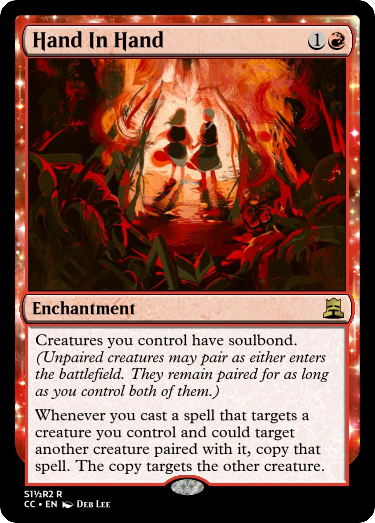 Hand In Hand 1
Enchantment
Creatures you control have soulbond.
(Unpaired creatures may pair as either enters
the battlefield. They remain paired for as long
as you control both of them.)
Whenever you cast a spell that targets a
creature you control and could target
another creature paired with it, copy that
spell. The copy targets the other creature.
S1½R2 R
CC • EN Deb Lee